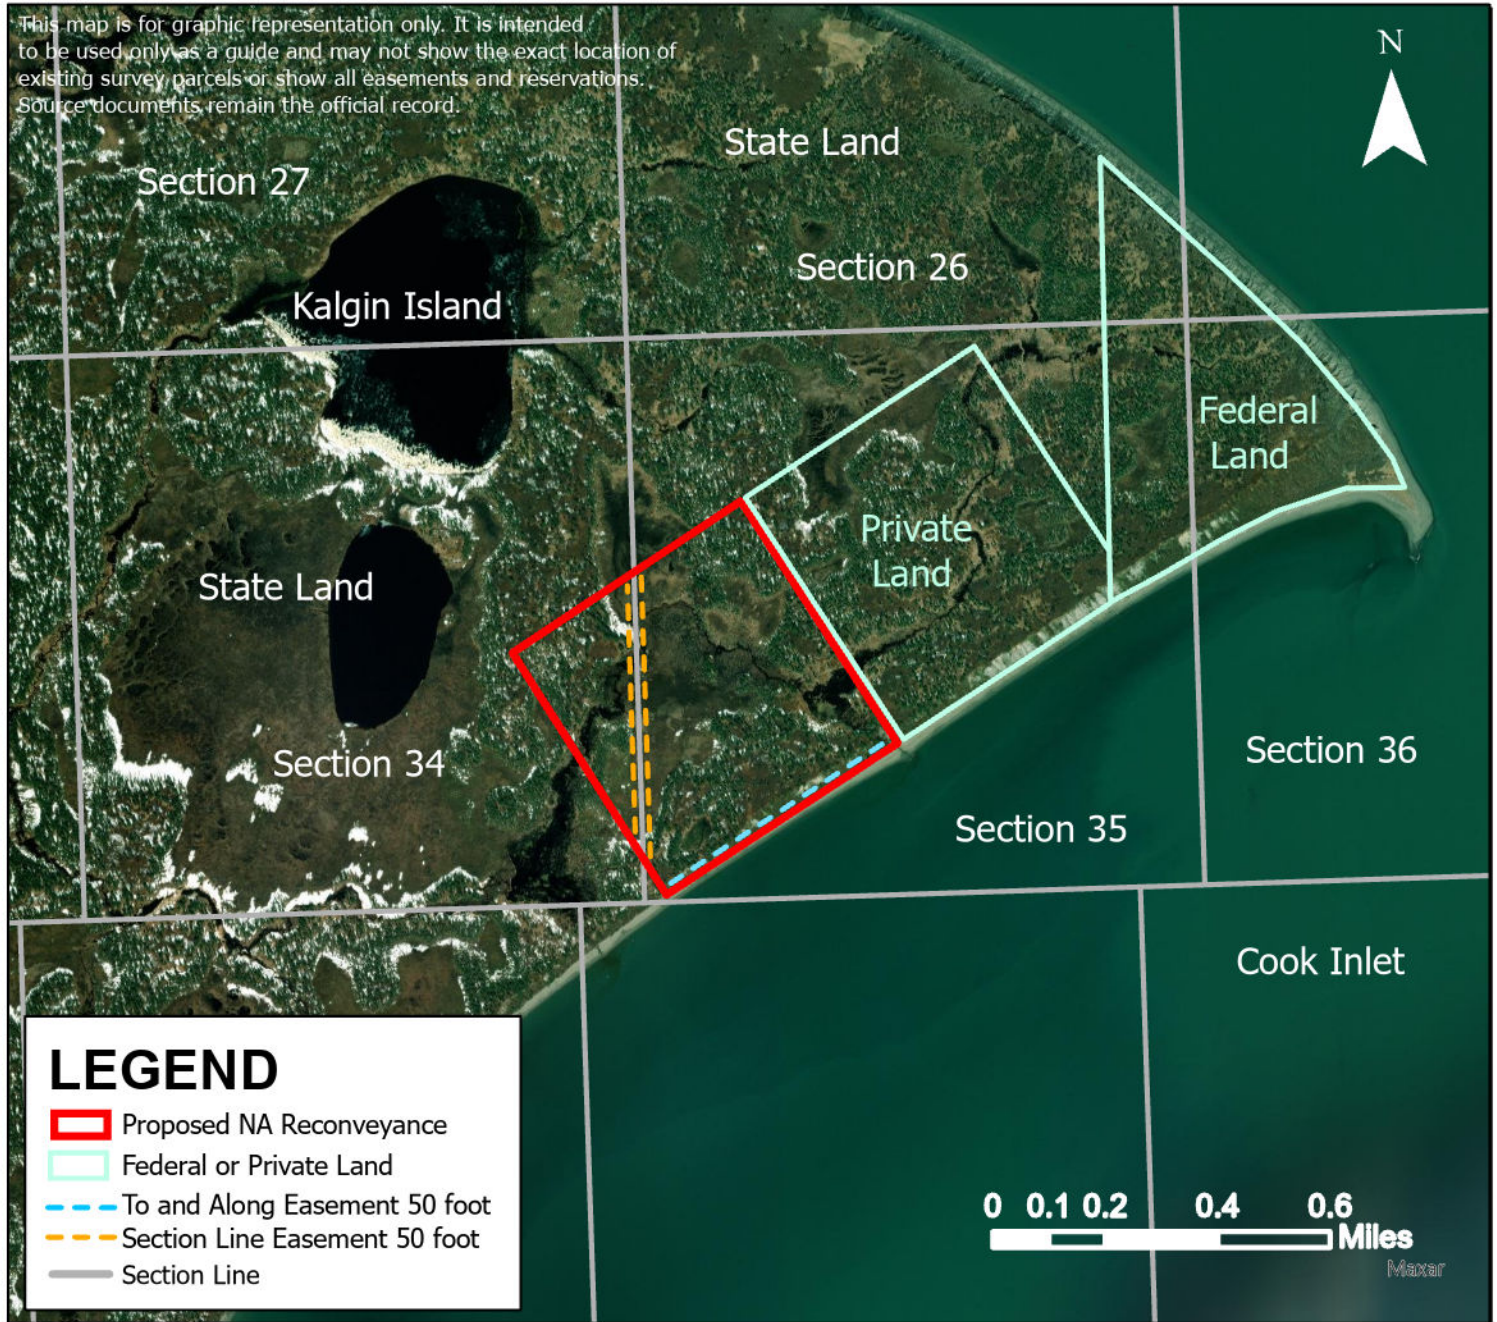 This map is for graphic representation only. It is intended
to be used only as a guide and may not show the exact location of
existing survey parcels or show all easements and reservations.
Source documents remain the official record.
N
State Land
Section 27
Section 26
Kalgin Island
Federal
Land
Private
Land
State Land
Section 34
Section 36
Section 35
Cook Inlet
LEGEND
Proposed NA Reconveyance
Federal or Private Land
To and Along Easement 50 foot
Section Line Easement 50 foot
Section Line
0 0.1 0.2 0.4 0.6
Miles
Maxar